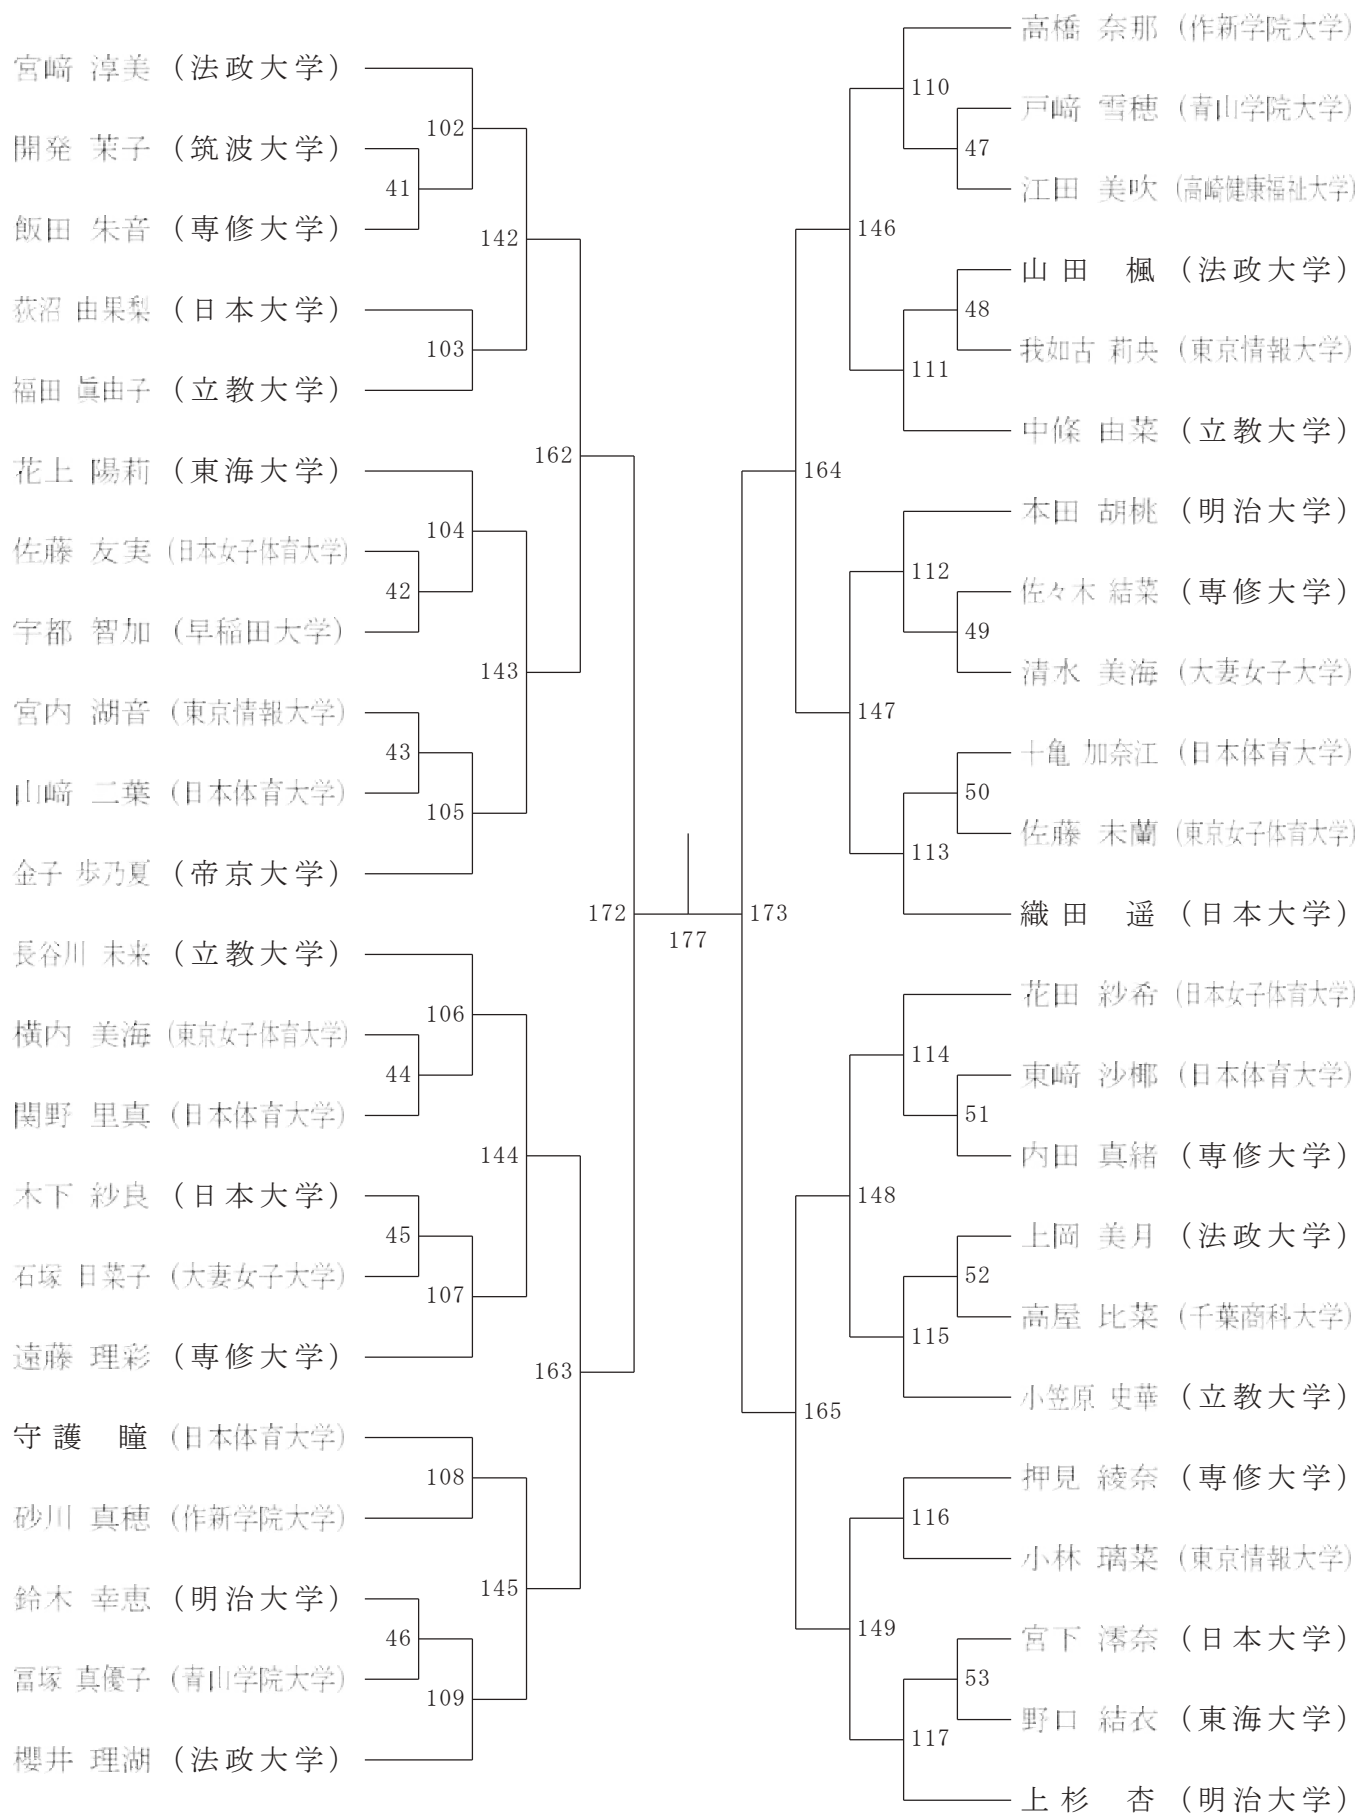 宮﨑 淳美 (法政大学)
開発 茉子 (筑波大学)
飯田 朱音 (専修大学)
荻沼 由果梨 (日本大学)
福田 眞由子 (立教大学)
花上 陽莉 (東海大学)
佐藤 友実 (日本女子体育大学)
宇都 智加 (早稲田大学)
宮内 湖音 (東京情報大学)
山﨑 二葉 (日本体育大学)
金子 歩乃夏 (帝京大学)
長谷川 未来 (立教大学)
横内 美海 (東京女子体育大学)
関野 里真 (日本体育大学)
木下 紗良 (日本大学)
石塚 日菜子 (大妻女子大学)
遠藤 理彩 (専修大学)
守護 瞳 (日本体育大学)
砂川 真穂 (作新学院大学)
鈴木 幸恵 (明治大学)
冨塚 真優子 (青山学院大学)
櫻井 理湖 (法政大学)
41
42
43
44
45
46
102
103
104
105
106
107
108
109
142
143
144
145
162
163
172
177
173
164
165
146
147
148
149
110
111
112
113
114
115
116
117
47
48
49
50
51
52
53
高橋 奈那 (作新学院大学)
戸﨑 雪穂 (青山学院大学)
江田 美吹 (高崎健康福祉大学)
山田 楓 (法政大学)
我如古 莉央 (東京情報大学)
中條 由菜 (立教大学)
本田 胡桃 (明治大学)
佐々木 結菜 (専修大学)
清水 美海 (大妻女子大学)
十亀 加奈江 (日本体育大学)
佐藤 未蘭 (東京女子体育大学)
織田 遥 (日本大学)
花田 紗希 (日本女子体育大学)
東﨑 沙椰 (日本体育大学)
内田 真緒 (専修大学)
上岡 美月 (法政大学)
高屋 比菜 (千葉商科大学)
小笠原 史華 (立教大学)
押見 綾奈 (専修大学)
小林 璃菜 (東京情報大学)
宮下 澪奈 (日本大学)
野口 結衣 (東海大学)
上杉 杏 (明治大学)